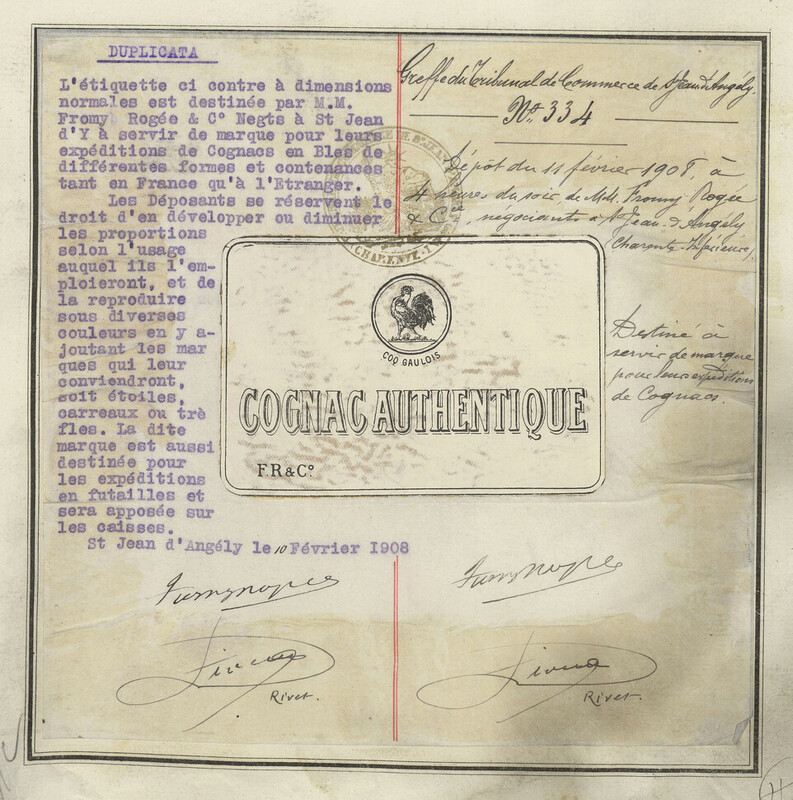 DUPLICATA
L'étiquette ci contre à dimensions
normales est destinée par M.M.
Fromy Rogée & C° Negts à St Jean
d'Y à servir de marque pour leurs
expéditions de Cognacs en Bles de
différentes formes et contenances
tant en France qu'à l'Etranger.
Les Déposants se réservent le
droit d'en développer ou diminuer
les proportions
selon l'usage
auquel ils l'em-
ploieront, et de
la reproduire
sous diverses
couleurs en y a-
joutant les mar
ques qui leur
conviendront,
soit étoiles,
carreaux ou trè
fles. La dite
marque est aussi
destinée pour
les expéditions
en futailles et
sera apposée sur
les caisses.
St Jean d'Angély le 10 Février 1908
Greffe du Tribunal de Commerce de St Jean d'Angély.
N° 334
Dépôt du 11 février 1908, à
4 heures du soir, de MM. Fromy Rogée
& Cie, négociants à St Jean-d'Angély
Charente-Inférieure,
COQ GAULOIS
COGNAC AUTHENTIQUE
F.R & C°
Destiné à
servir de marque
pour leurs expéditions
de Cognacs.
Fromy Rogée
Rivet.
Fromy Rogée
Rivet.